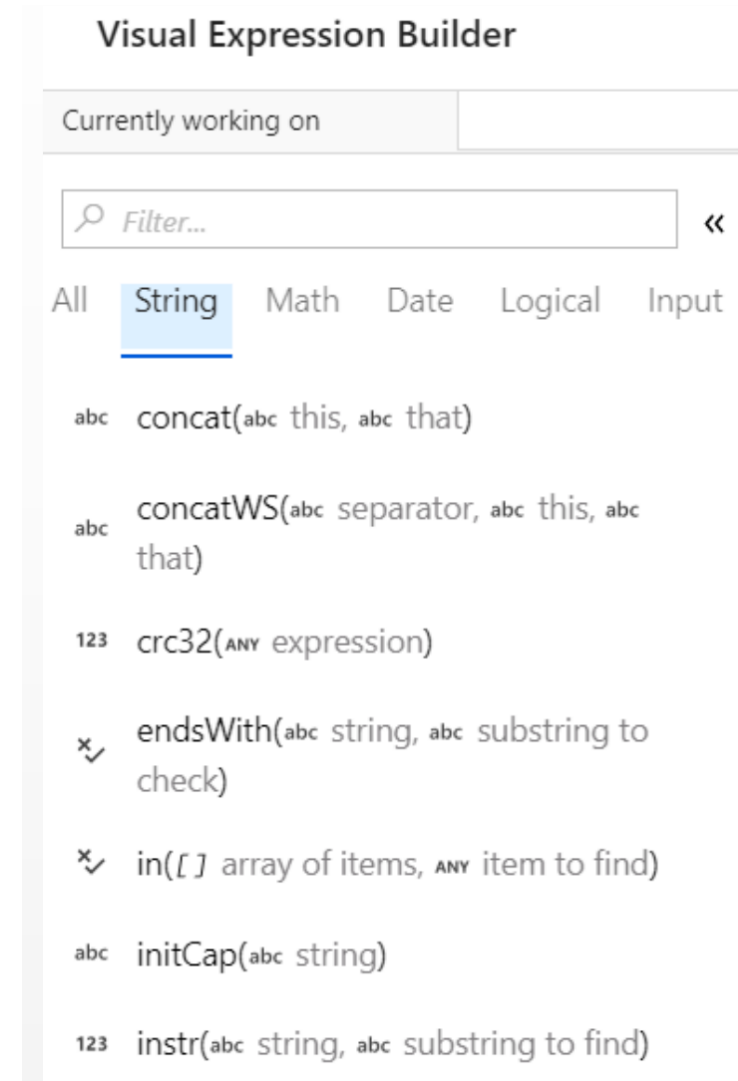 Visual Expression Builder
Currently working on
Filter...
«
All String Math Date Logical Input
abc concat(abc this, abc that)
abc concatWS(abc separator, abc this, abc
that)
123 crc32(ANY expression)
endsWith(abc string, abc substring to
check)
in([] array of items, ANY item to find)
abc initCap(abc string)
123 instr(abc string, abc substring to find)